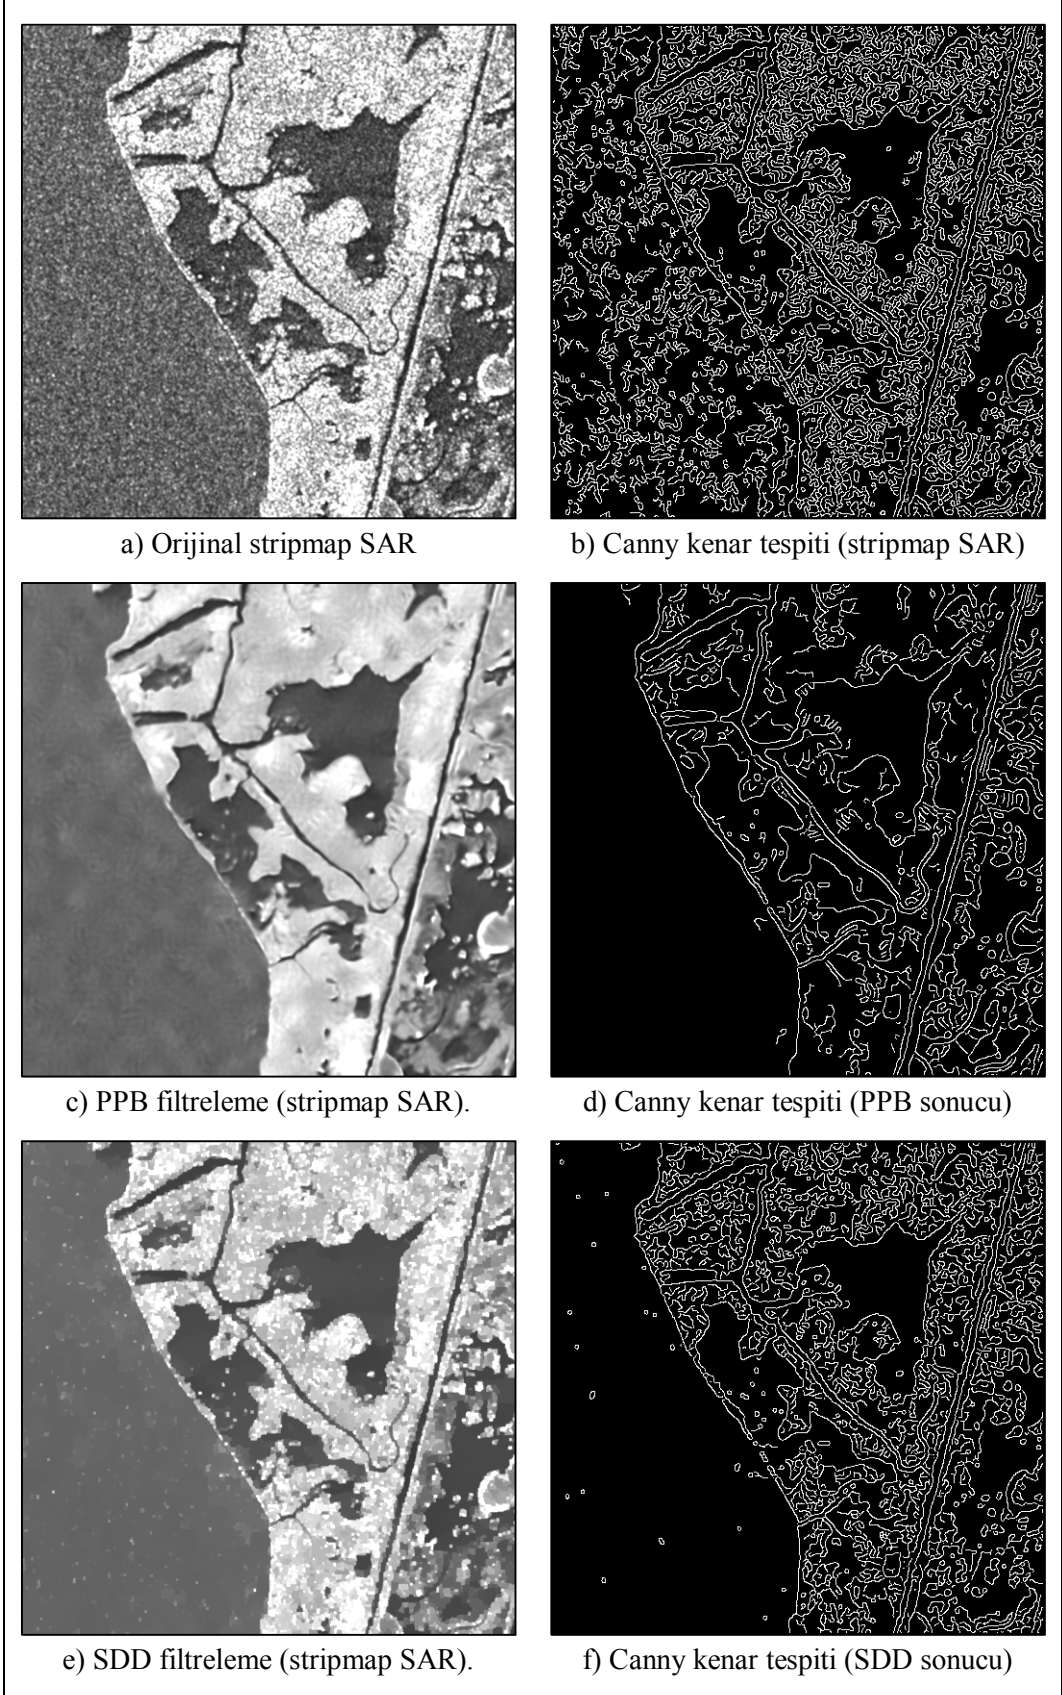 a) Orijinal stripmap SAR
b) Canny kenar tespiti (stripmap SAR)
c) PPB filtreleme (stripmap SAR).
d) Canny kenar tespiti (PPB sonucu)
e) SDD filtreleme (stripmap SAR).
f) Canny kenar tespiti (SDD sonucu)